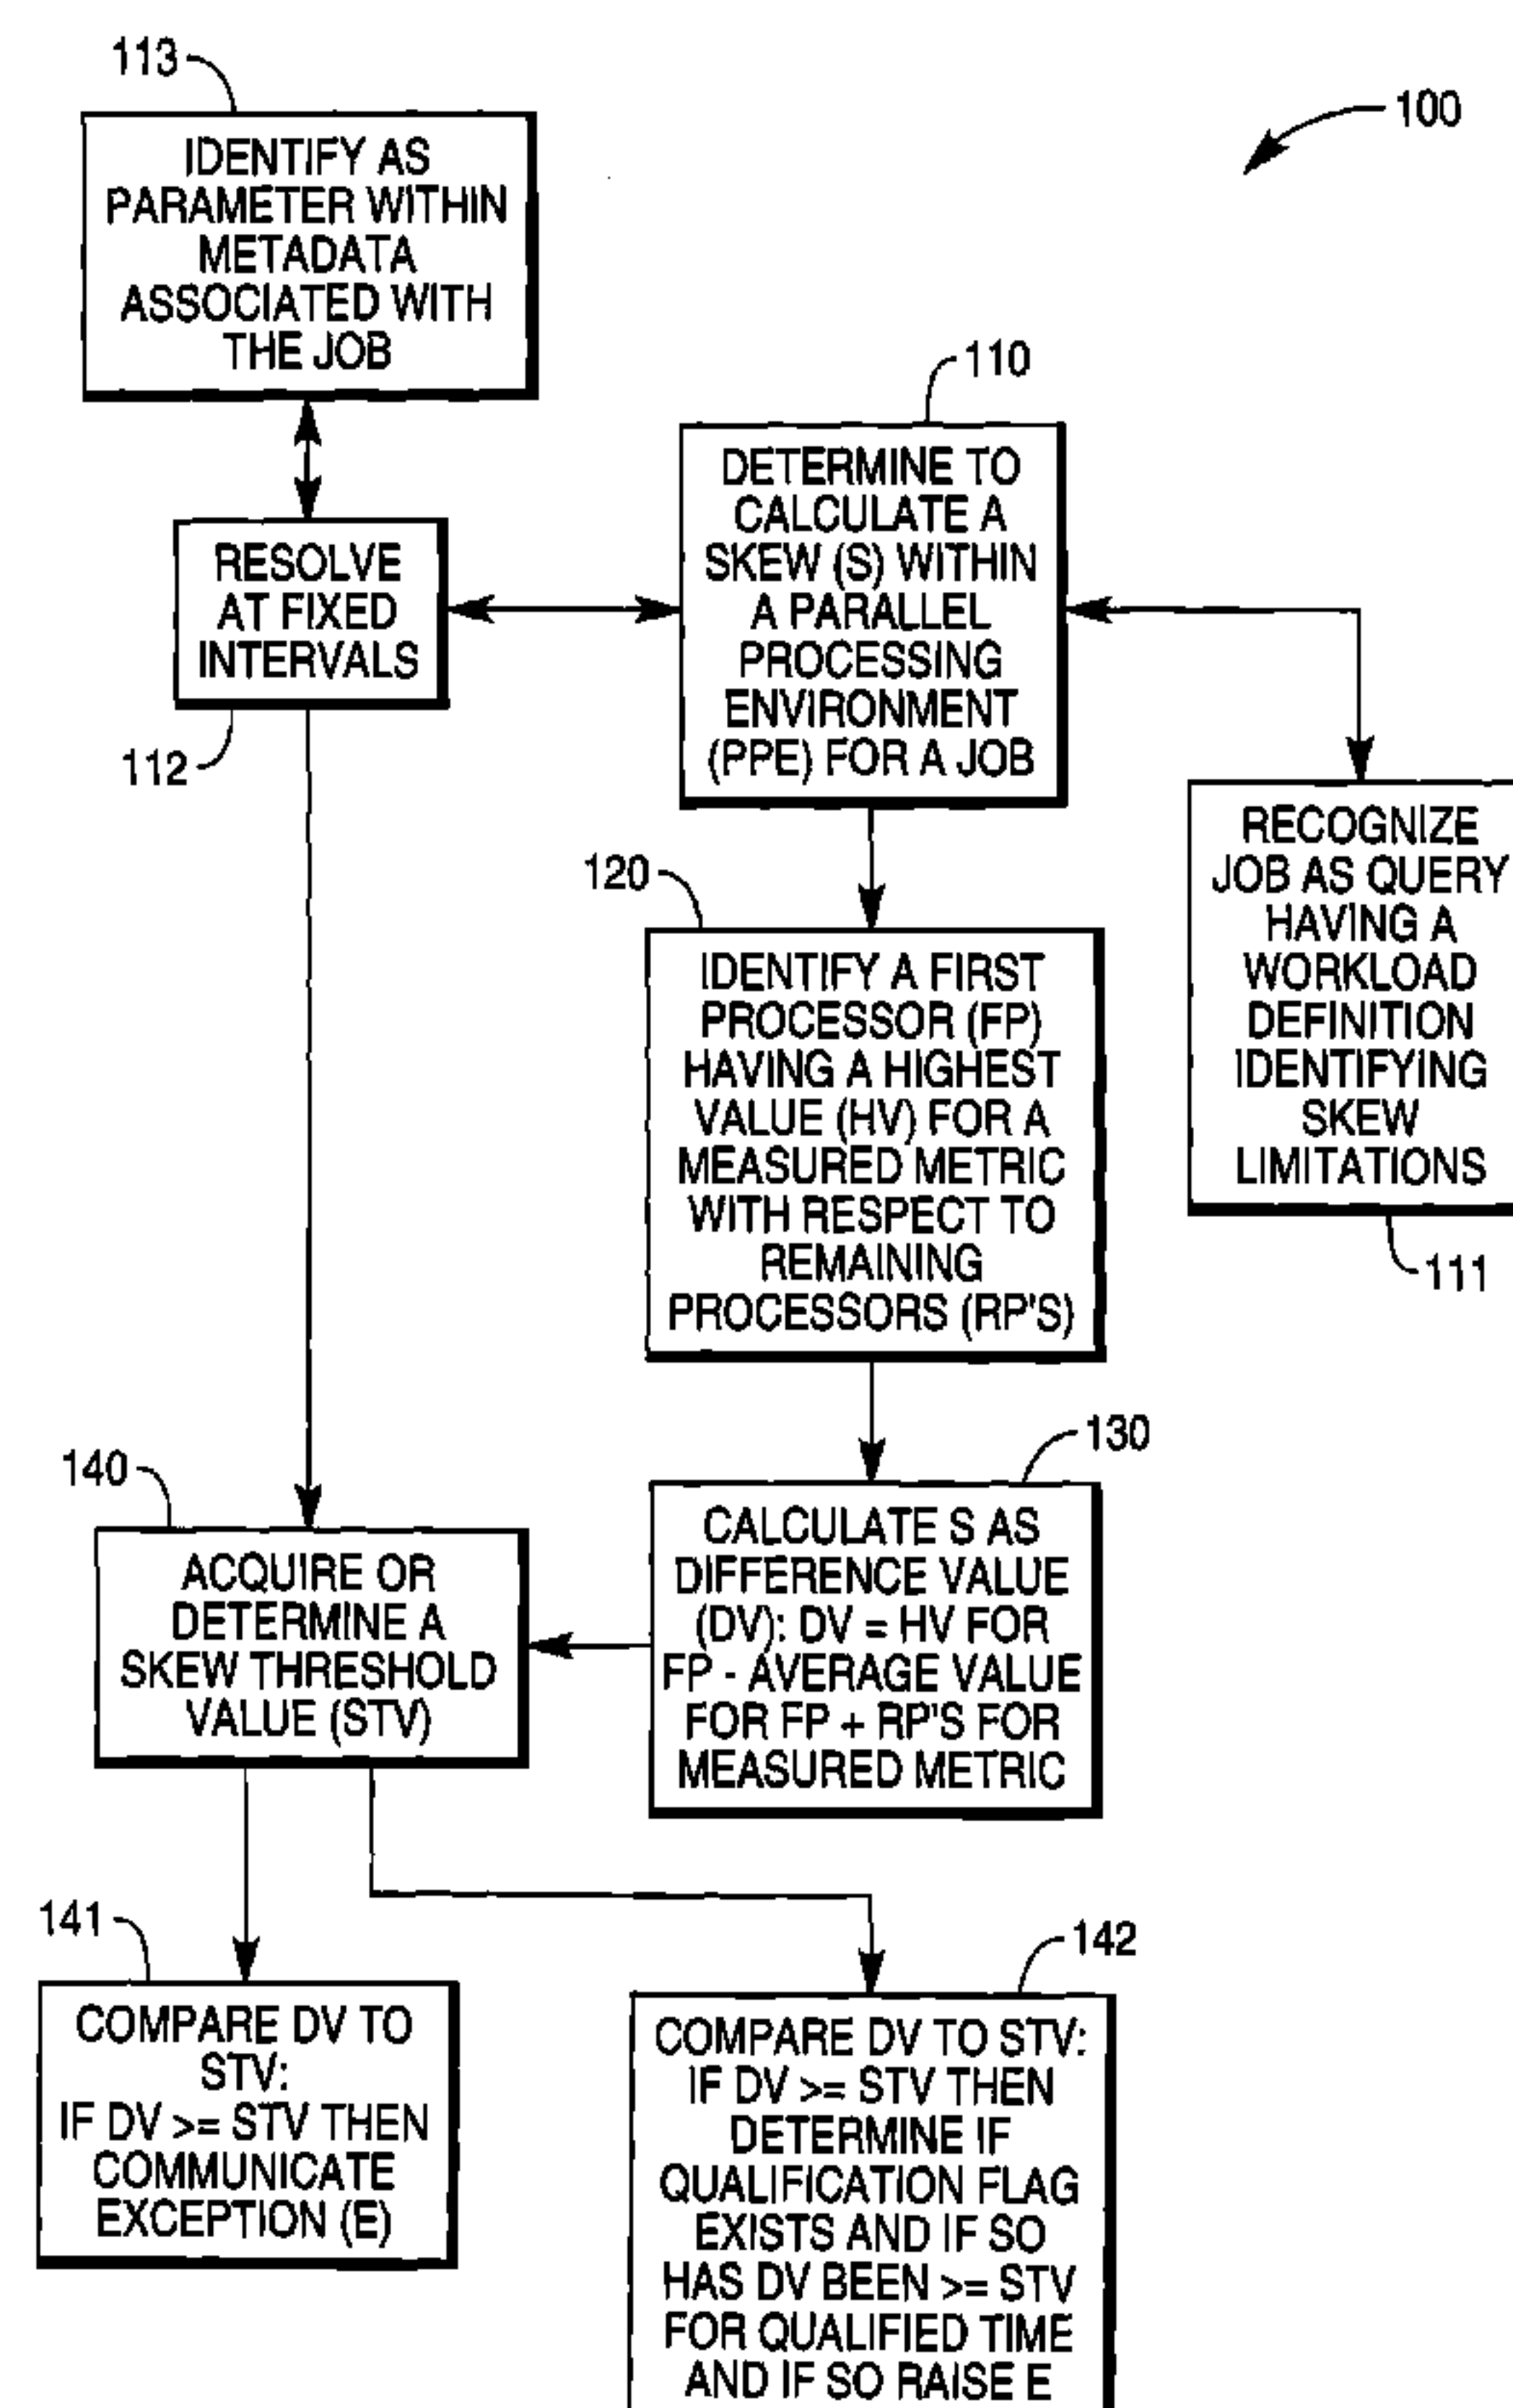 113
100
IDENTIFY AS
PARAMETER WITHIN
METADATA
ASSOCIATED WITH
THE JOB
110
DETERMINE TO
CALCULATE A
SKEW (S) WITHIN
A PARALLEL
PROCESSING
ENVIRONMENT
(PPE) FOR A JOB
RESOLVE
AT FIXED
INTERVALS
112
RECOGNIZE
JOB AS QUERY
HAVING A
WORKLOAD
DEFINITION
IDENTIFYING
SKEW
LIMITATIONS
111
120
IDENTIFY A FIRST
PROCESSOR (FP)
HAVING A HIGHEST
VALUE (HV) FOR A
MEASURED METRIC
WITH RESPECT TO
REMAINING
PROCESSORS (RP'S)
130
CALCULATE S AS
DIFFERENCE VALUE
(DV): DV = HV FOR
FP - AVERAGE VALUE
FOR FP + RP'S FOR
MEASURED METRIC
140
ACQUIRE OR
DETERMINE A
SKEW THRESHOLD
VALUE (STV)
141
COMPARE DV TO
STV:
IF DV >= STV THEN
COMMUNICATE
EXCEPTION (E)
142
COMPARE DV TO STV:
IF DV >= STV THEN
DETERMINE IF
QUALIFICATION FLAG
EXISTS AND IF SO
HAS DV BEEN >= STV
FOR QUALIFIED TIME
AND IF SO RAISE E